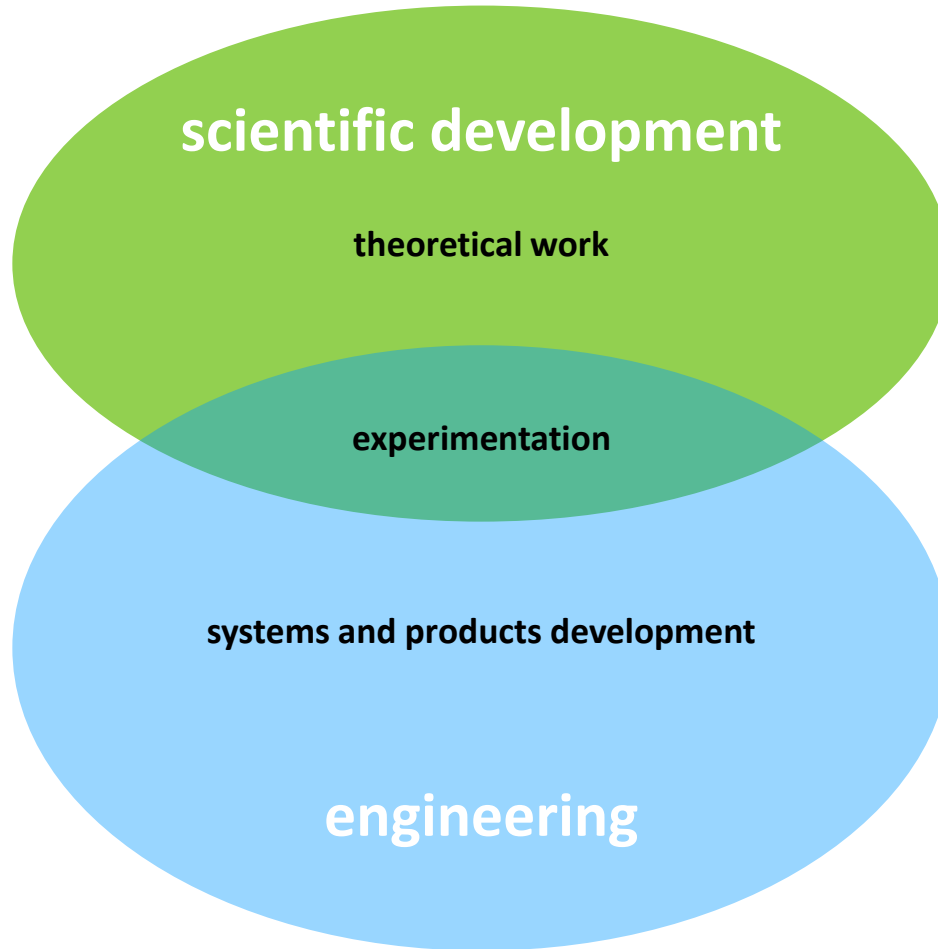 scientific development
theoretical work
experimentation
systems and products development
engineering